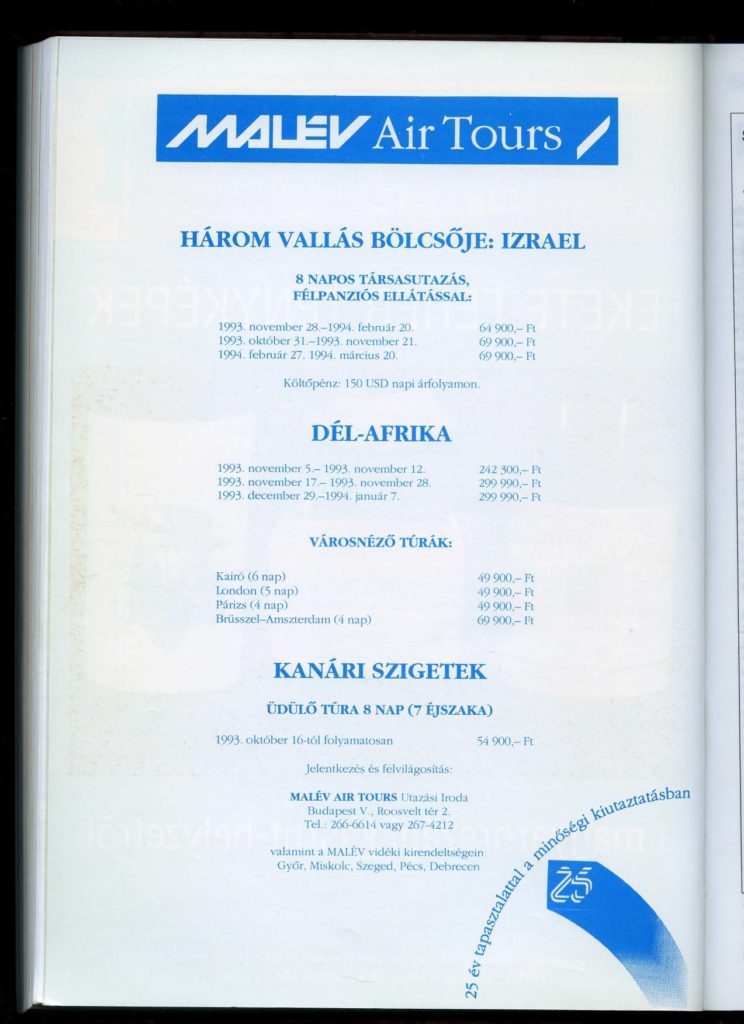 MALÉV Air Tours
HÁROM VALLÁS BÖLCSŐJE: IZRAEL
8 NAPOS TÁRSASUTAZÁS,
FÉLPANZIÓS ELLÁTÁSSAL:
1993. november 28.–1994. február 20. 64 900,– Ft
1993. október 31.–1993. november 21. 69 900,– Ft
1994. február 27. 1994. március 20. 69 900,– Ft
Költőpénz: 150 USD napi árfolyamon.
DÉL-AFRIKA
1993. november 5.– 1993. november 12. 242 300,– Ft
1993. november 17.– 1993. november 28. 299 990,– Ft
1993. december 29.–1994. január 7. 299 990,– Ft
VÁROSNÉZŐ TÚRÁK:
Kairó (6 nap) 49 900,– Ft
London (5 nap) 49 900,– Ft
Párizs (4 nap) 49 900,– Ft
Brüsszel–Amszterdam (4 nap) 69 900,– Ft
KANÁRI SZIGETEK
ÜDÜLŐ TÚRA 8 NAP (7 ÉJSZAKA)
1993. október 16-tól folyamatosan 54 900,– Ft
Jelentkezés és felvilágosítás:
MALÉV AIR TOURS Utazási Iroda
Budapest V., Roosvelt tér 2.
Tel.: 266-6614 vagy 267-4212
valamint a MALÉV vidéki kirendeltségein
Győr, Miskolc, Szeged, Pécs, Debrecen
25 év tapasztalattal a minőségi kiutaztatásban
25